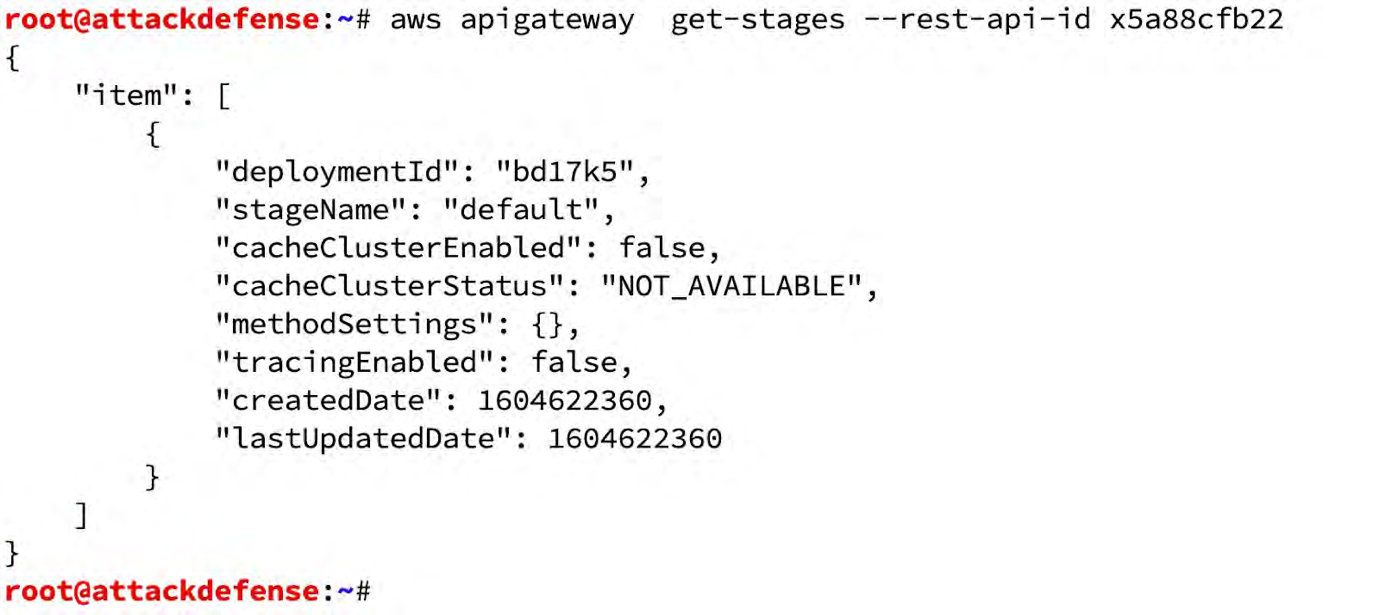 root@attackdefense:~# aws apigateway  get-stages --rest-api-id x5a88cfb22
{
    "item": [
        {
            "deploymentId": "bd17k5",
            "stageName": "default",
            "cacheClusterEnabled": false,
            "cacheClusterStatus": "NOT_AVAILABLE",
            "methodSettings": {},
            "tracingEnabled": false,
            "createdDate": 1604622360,
            "lastUpdatedDate": 1604622360
        }
    ]
}
root@attackdefense:~#